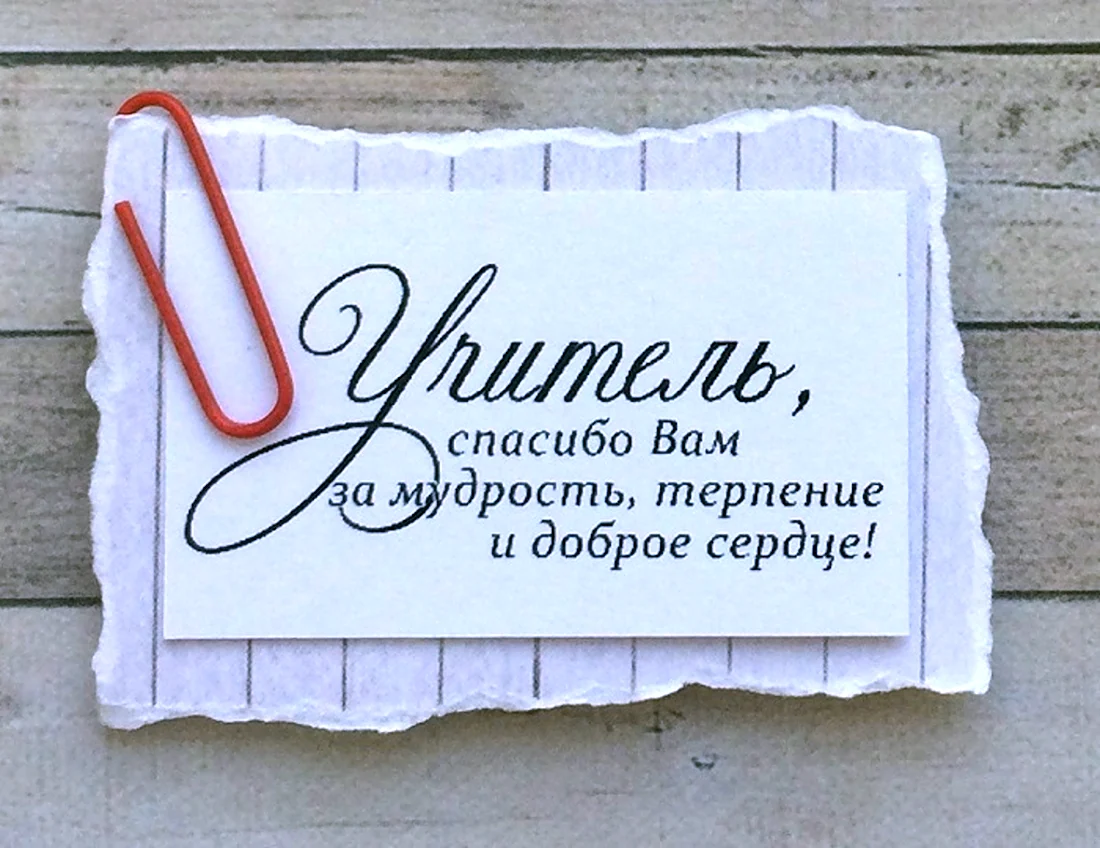 Учитель,
спасибо Вам
за мудрость, терпение
и доброе сердце!